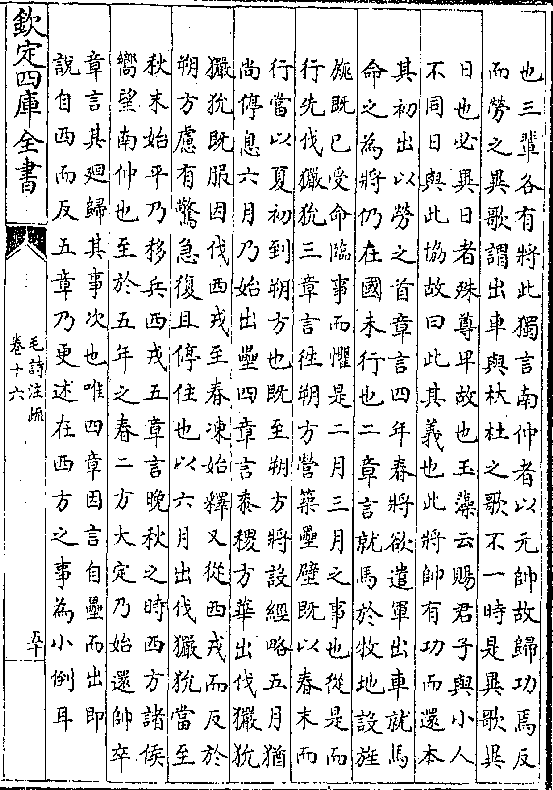 也三輩各有將此獨言南仲者以元帥故歸功焉反
而勞之異歌謂出車與杕杜之歌不一時是異歌異
日也必異日者殊尊卑故也玉藻云賜君子與小人
不同日與此協故曰此其義也此將帥有功而還本
其初出以勞之首章言四年春將欲遣軍出車就馬
命之為將仍在國未行也二章言就馬於牧地設旌
旄既已受命臨事而懼是二月三月之事也從是而
行先伐玁狁三章言往朔方營築壘壁既以春末而
行當以夏初到朔方也既至朔方將設經略五月猶
尚停息六月乃始出壘四章言黍稷方華出伐玁狁
玁狁既服因伐西戎至春凍始釋又從西戎而反於
朔方慮有驚急復且停住也以六月出伐玁狁當至
秋末始平乃移兵西戎五章言晚秋之時西方諸侯
嚮望南仲也至於五年之春二方大定乃始還帥卒
章言其迴歸其事次也唯四章因言自壘而出即
說自西而反五章乃更述在西方之事為小倒耳
欽定四庫全書
毛詩注疏
卷十六